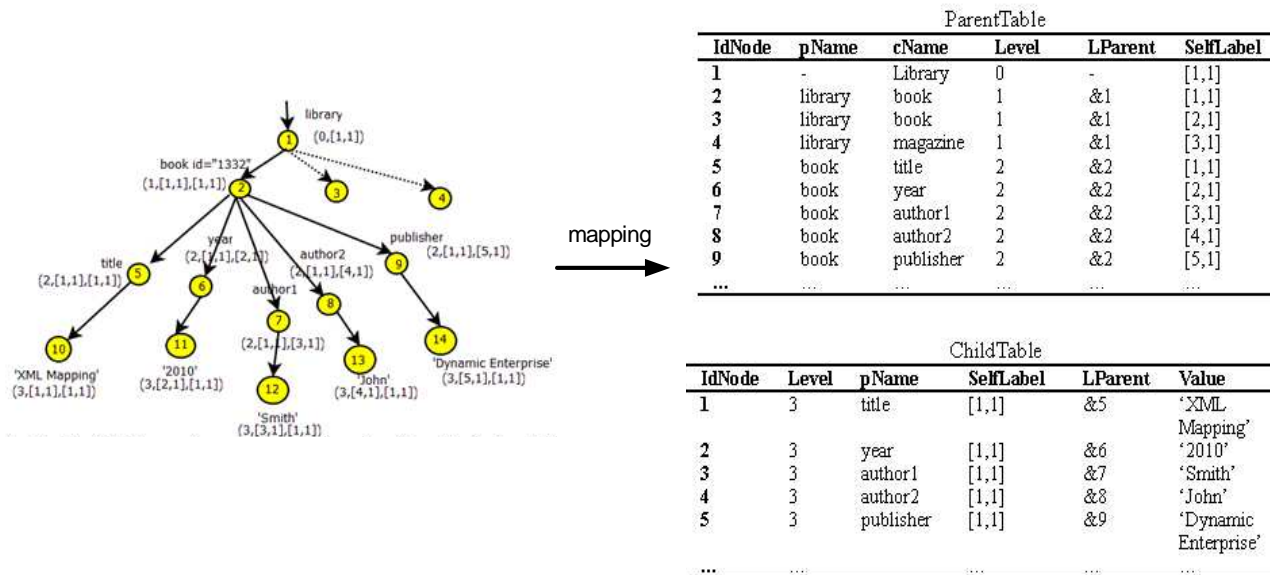 library
1
(0,[1,1])
book id="1332"
(1,[1,1],[1,1])
2
3
4
title
(2,[1,1],[1,1])
5
year
(2,[1,1],[2,1])
6
author1
7
(2,[1,1],[3,1])
author2
(2,[1,1],[4,1])
8
publisher
(2,[1,1],[5,1])
9
10
'XML Mapping'
(3,[1,1],[1,1])
11
'2010'
(3,[2,1],[1,1])
12
'Smith'
(3,[3,1],[1,1])
13
'John'
(3,[4,1],[1,1])
14
'Dynamic Enterprise'
(3,[5,1],[1,1])
mapping
ParentTable
IdNode pName cName Level LParent SelfLabel
1 - Library 0 - [1,1]
2 library book 1 &1 [1,1]
3 library book 1 &1 [2,1]
4 library magazine 1 &1 [3,1]
5 book title 2 &2 [1,1]
6 book year 2 &2 [2,1]
7 book author1 2 &2 [3,1]
8 book author2 2 &2 [4,1]
9 book publisher 2 &2 [5,1]
... ... ... ... ... ...
ChildTable
IdNode Level pName SelfLabel LParent Value
1 3 title [1,1] &5 ‘XML
Mapping’
2 3 year [1,1] &6 ‘2010’
3 3 author1 [1,1] &7 ‘Smith’
4 3 author2 [1,1] &8 ‘John’
5 3 publisher [1,1] &9 ‘Dynamic
Enterprise’
... ... ... ... ... ...